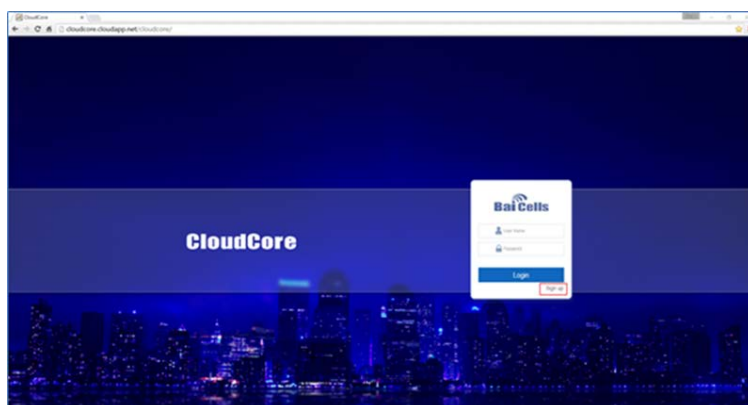 CloudCore
cloudcore.cloudapp.net/cloudcore/
BaiCells
CloudCore
User Name
Password
Login
Sign up